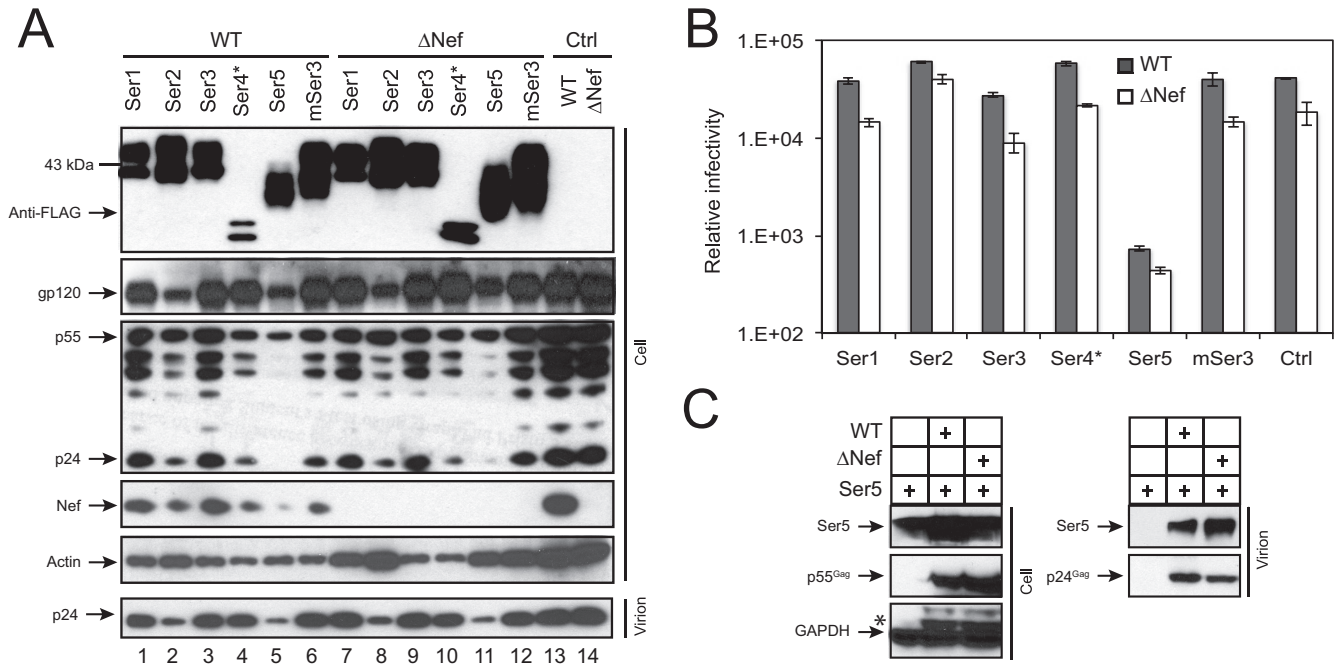 A
WT ΔNef Ctrl
Ser1 Ser2 Ser3 Ser4* Ser5 mSer3 Ser1 Ser2 Ser3 Ser4* Ser5 mSer3 WT ΔNef
43 kDa
Anti-FLAG
gp120
p55
p24
Nef
Actin
Cell
p24
Virion
1 2 3 4 5 6 7 8 9 10 11 12 13 14
B
Relative infectivity
1.E+05
1.E+04
1.E+03
1.E+02
WT
ΔNef
Ser1 Ser2 Ser3 Ser4* Ser5 mSer3 Ctrl
C
WT +
ΔNef +
Ser5 + + +
Ser5
p55Gag
*
GAPDH
Cell
+
+
+ + +
Ser5
p24Gag
Virion